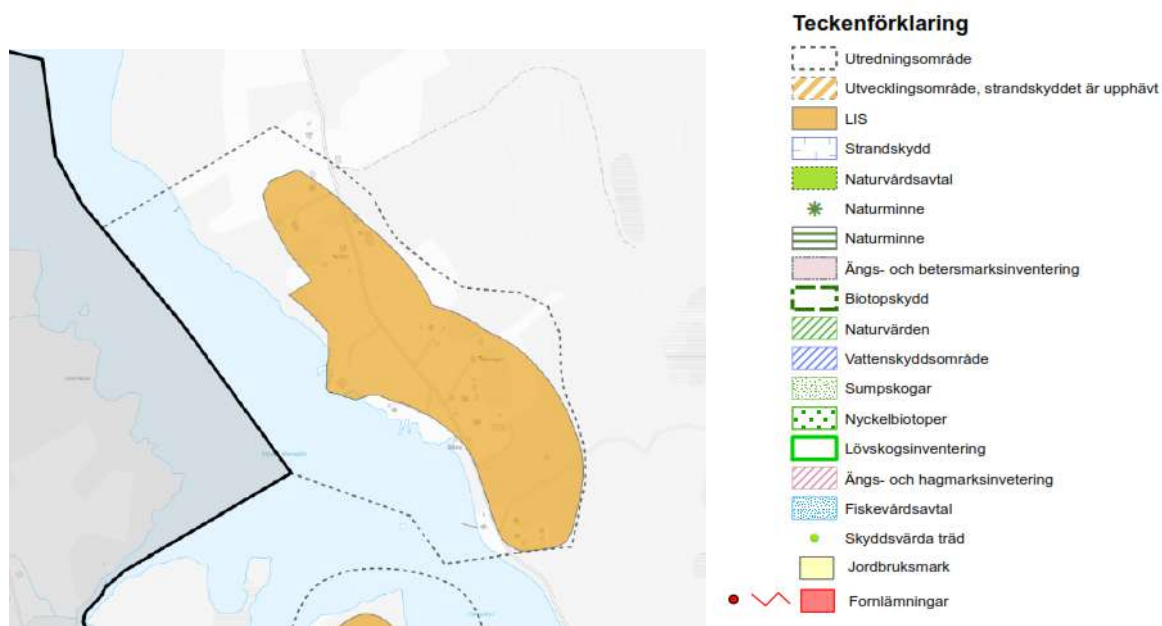 Teckenförklaring
Utredningsområde
Utvecklingsområde, strandskyddet är upphävt
LIS
Strandskydd
Naturvårdsavtal
Naturminne
Naturminne
Ängs- och betersmarksinventering
Biotopskydd
Naturvärden
Vattenskyddsområde
Sumpskogar
Nyckelbiotoper
Lövskogsinventering
Ängs- och hagmarksinvetering
Fiskevårdsavtal
Skyddsvärda träd
Jordbruksmark
Fornlämningar